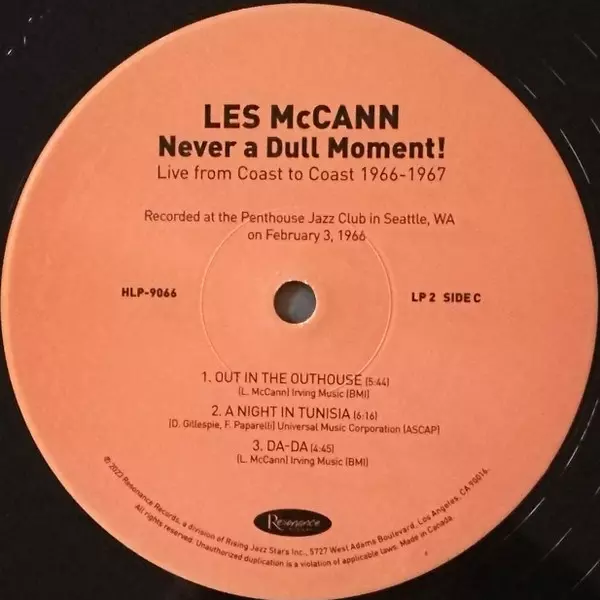 LES McCANN
Never a Dull Moment!
Live from Coast to Coast 1966-1967
Recorded at the Penthouse Jazz Club in Seattle, WA
on February 3, 1966
HLP-9066
LP 2 SIDE C
1. OUT IN THE OUTHOUSE (5:44)
(L. McCann) Irving Music (BMI)
2. A NIGHT IN TUNISIA (6:16)
(D. Gillespie, F. Paparelli) Universal Music Corporation (ASCAP)
3. DA-DA (4:45)
(L. McCann) Irving Music (BMI)
Resonance
℗ 2023 Resonance Records, a division of Rising Jazz Stars Inc., 5727 West Adams Boulevard, Los Angeles, CA 90016.
All rights reserved. Unauthorized duplication is a violation of applicable laws. Made in Canada.